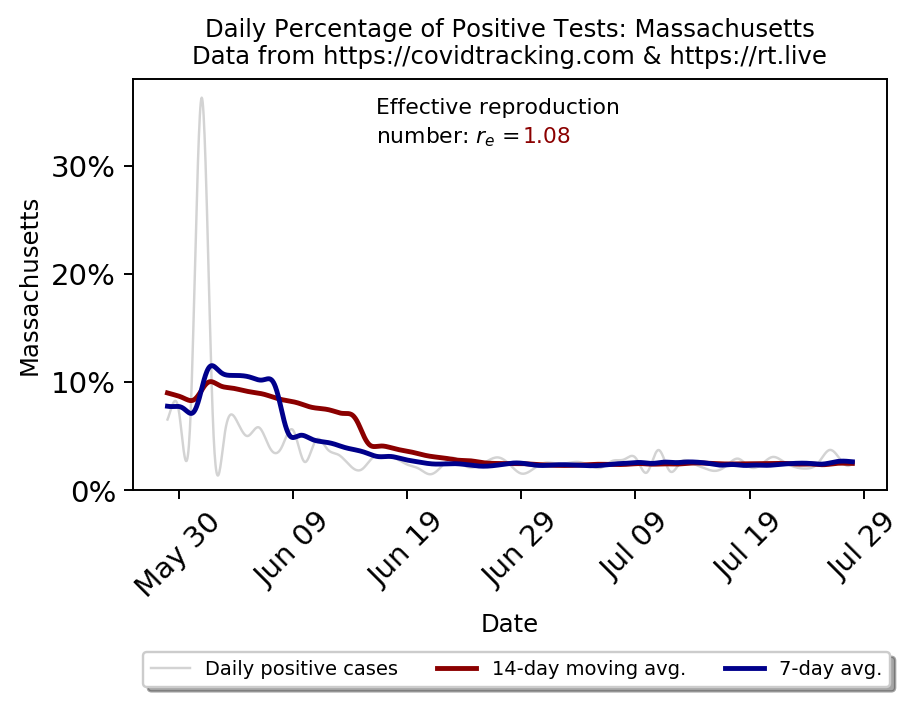 Daily Percentage of Positive Tests: Massachusetts
Data from https://covidtracking.com & https://rt.live
Effective reproduction
number: rₑ =1.08
30%
20%
10%
0%
Massachusetts
May 30
Jun 09
Jun 19
Jun 29
Jul 09
Jul 19
Jul 29
Date
Daily positive cases
14-day moving avg.
7-day avg.